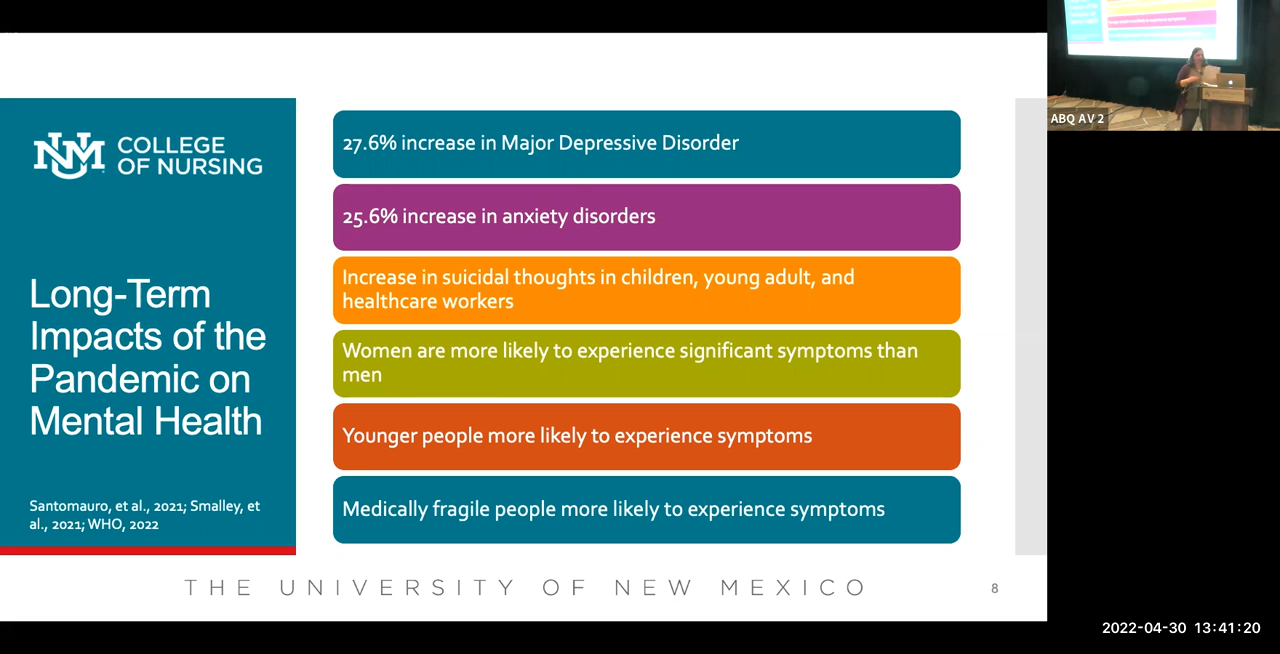 UNM COLLEGE
OF NURSING
Long-Term
Impacts of the
Pandemic on
Mental Health
Santomauro, et al., 2021; Smalley, et
al., 2021; WHO, 2022
27.6% increase in Major Depressive Disorder
25.6% increase in anxiety disorders
Increase in suicidal thoughts in children, young adult, and
healthcare workers
Women are more likely to experience significant symptoms than
men
Younger people more likely to experience symptoms
Medically fragile people more likely to experience symptoms
THE UNIVERSITY OF NEW MEXICO
8
ABQ AV 2
2022-04-30 13:41:20